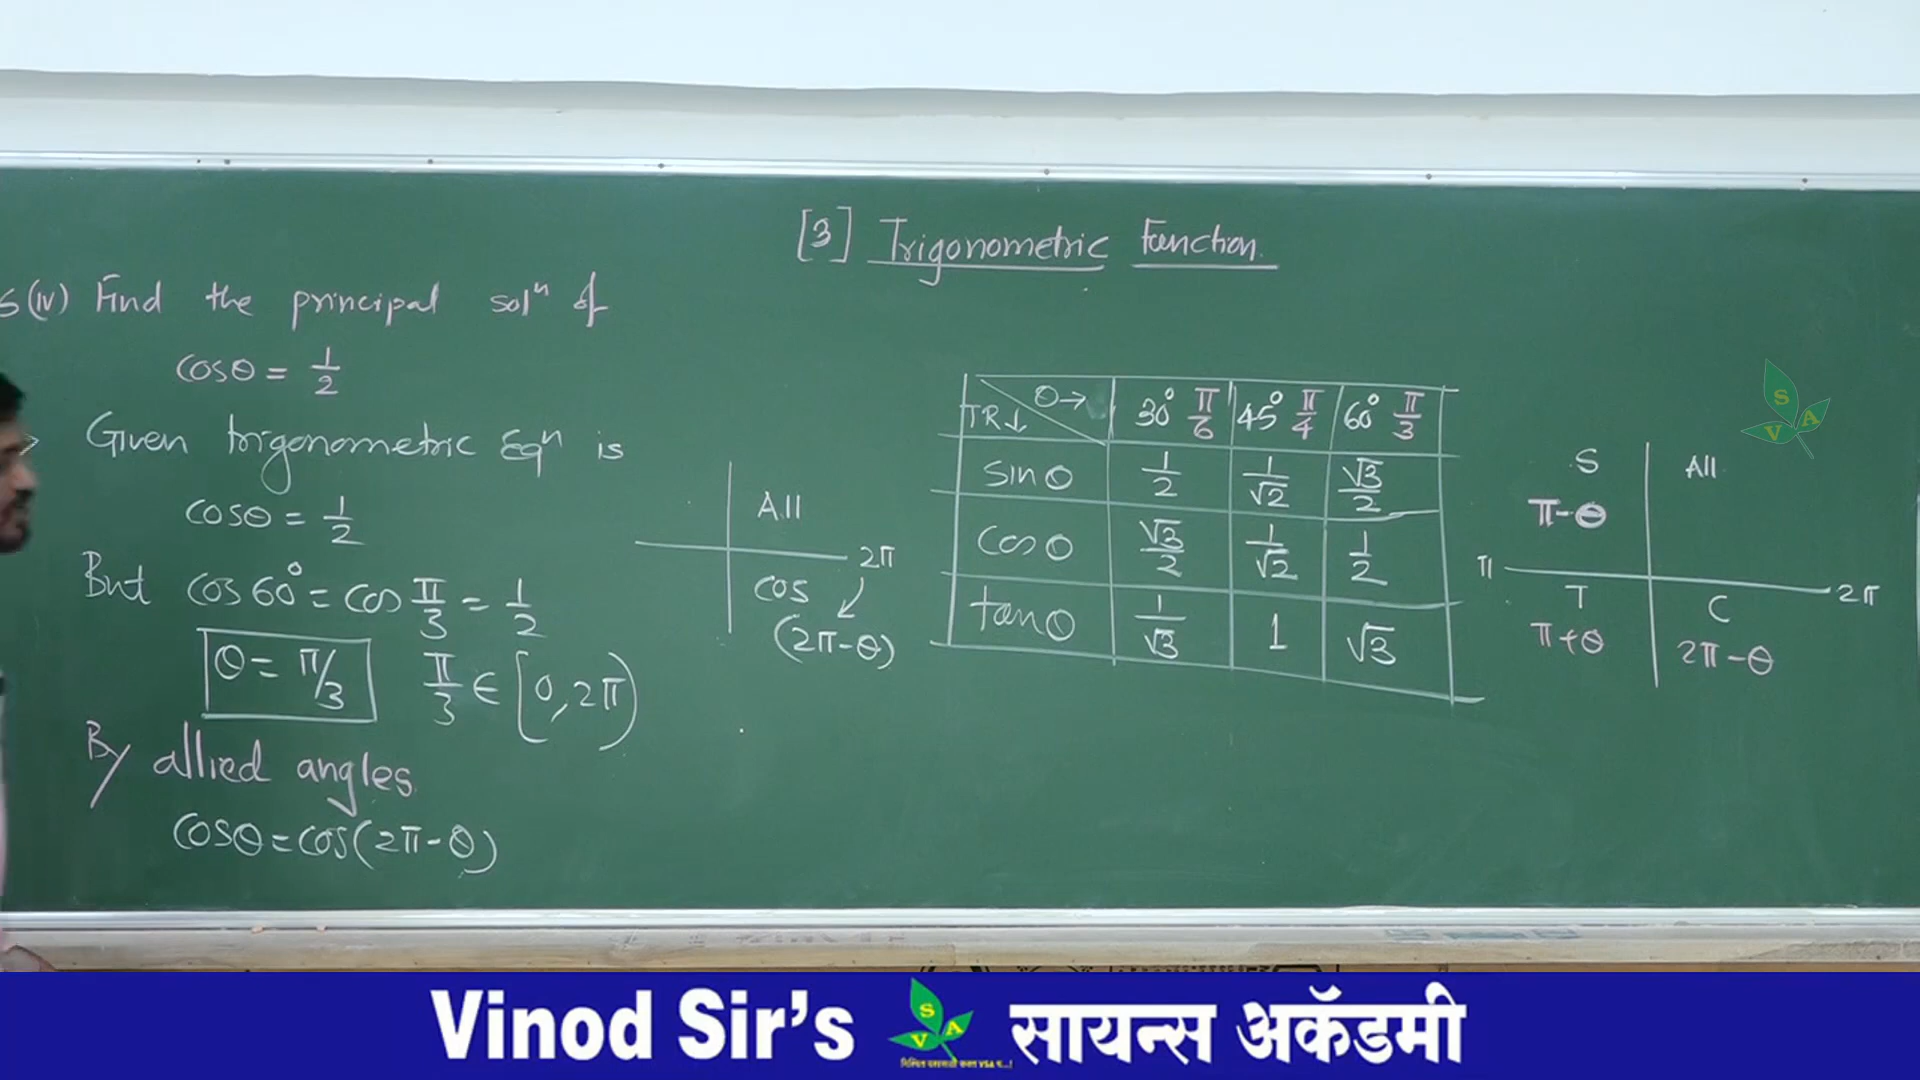 [3] Trigonometric Function.
(iv) Find the principal solⁿ of
cosθ = 1/2
Given trigonometric Eqⁿ is
cosθ = 1/2
But cos60° = cos π/3 = 1/2
θ = π/3 π/3 ∈ [0, 2π)
By allied angles
cosθ = cos(2π-θ)
All
2π
cos
(2π-θ)
θ→ 30° π/6 45° π/4 60° π/3
TR↓
sinθ 1/2 1/√2 √3/2
cosθ √3/2 1/√2 1/2
tanθ 1/√3 1 √3
S All
π-θ
π 2π
T C
π+θ 2π-θ
S
V A
Vinod Sir's S V A सायन्स अकॅडमी